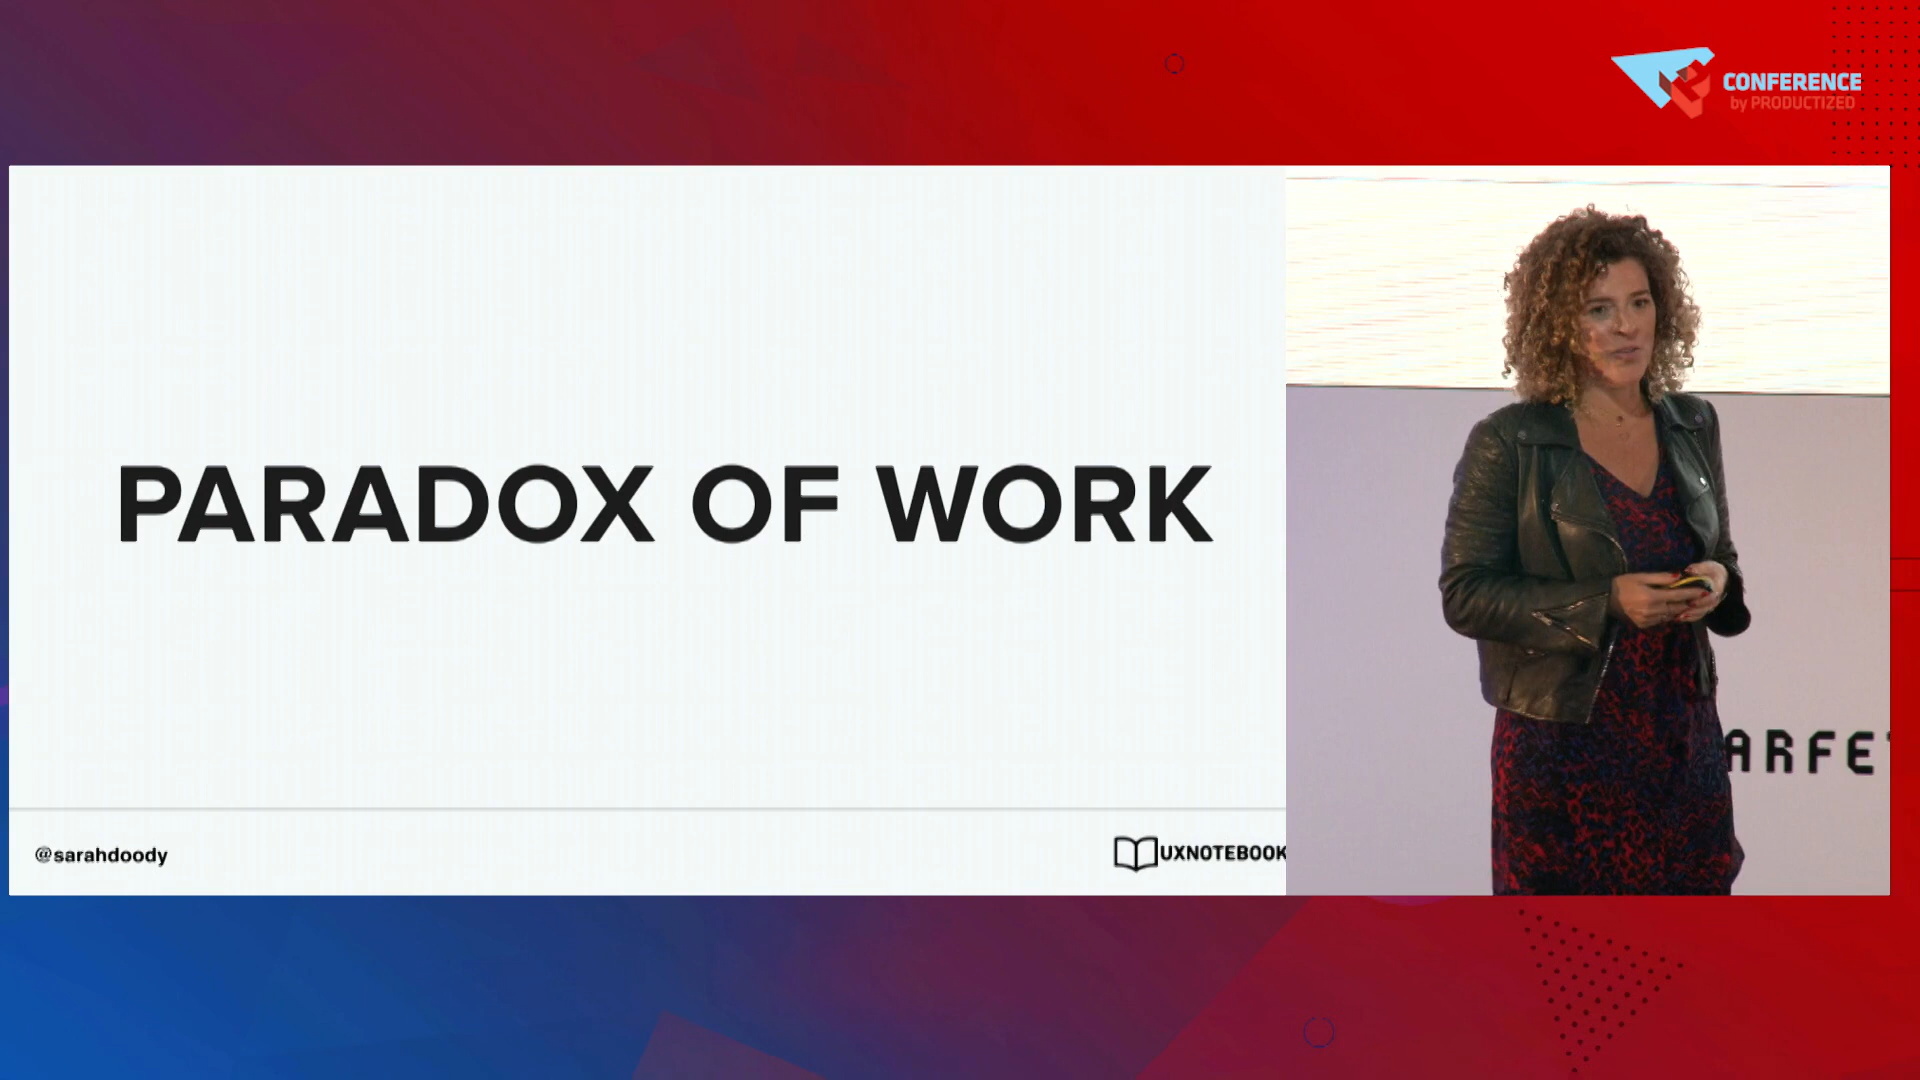 CONFERENCE
by PRODUCTIZED
PARADOX OF WORK
ARFE
@sarahdoody
UXNOTEBOOK